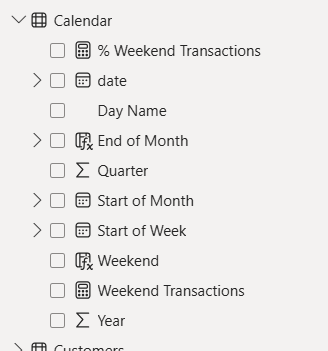 Calendar
% Weekend Transactions
date
Day Name
End of Month
Quarter
Start of Month
Start of Week
Weekend
Weekend Transactions
Year
Customers